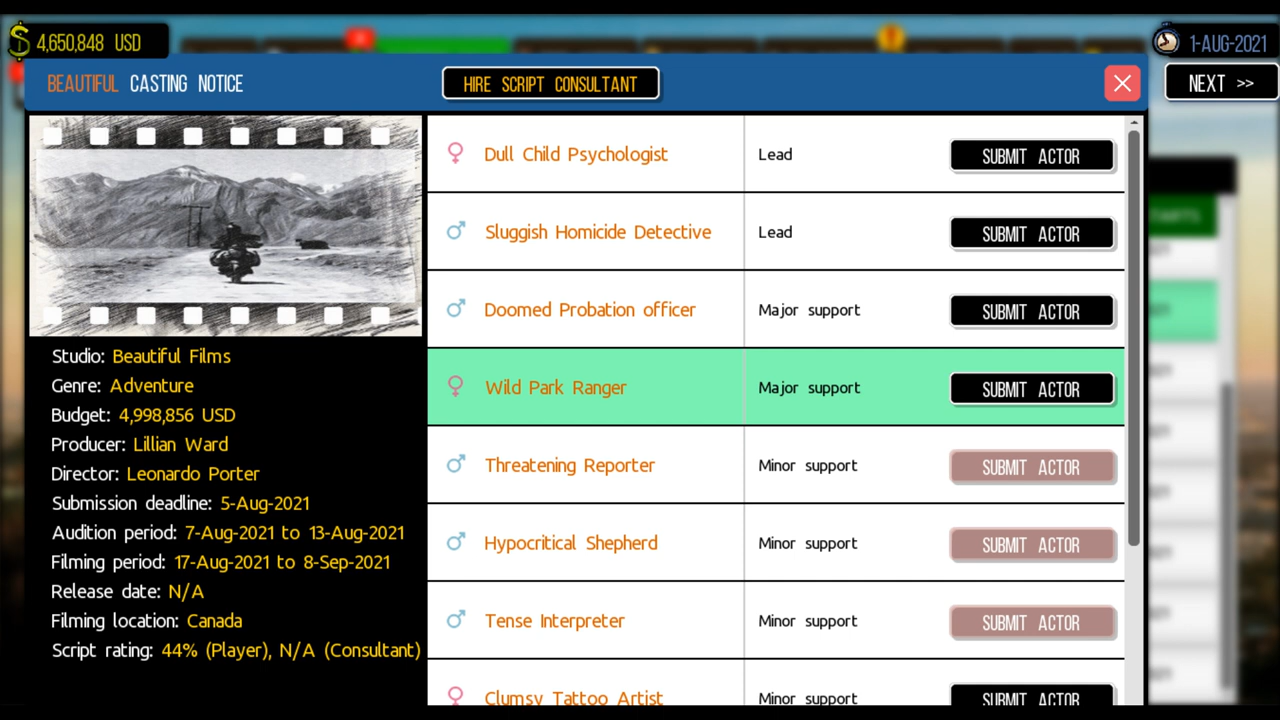 4,650,848 USD
1-AUG-2021
BEAUTIFUL CASTING NOTICE
HIRE SCRIPT CONSULTANT
NEXT >>
Dull Child Psychologist Lead SUBMIT ACTOR
Sluggish Homicide Detective Lead SUBMIT ACTOR
Doomed Probation officer Major support SUBMIT ACTOR
Wild Park Ranger Major support SUBMIT ACTOR
Threatening Reporter Minor support SUBMIT ACTOR
Hypocritical Shepherd Minor support SUBMIT ACTOR
Tense Interpreter Minor support SUBMIT ACTOR
Clumsy Tattoo Artist Minor support SUBMIT ACTOR
Studio: Beautiful Films
Genre: Adventure
Budget: 4,998,856 USD
Producer: Lillian Ward
Director: Leonardo Porter
Submission deadline: 5-Aug-2021
Audition period: 7-Aug-2021 to 13-Aug-2021
Filming period: 17-Aug-2021 to 8-Sep-2021
Release date: N/A
Filming location: Canada
Script rating: 44% (Player), N/A (Consultant)